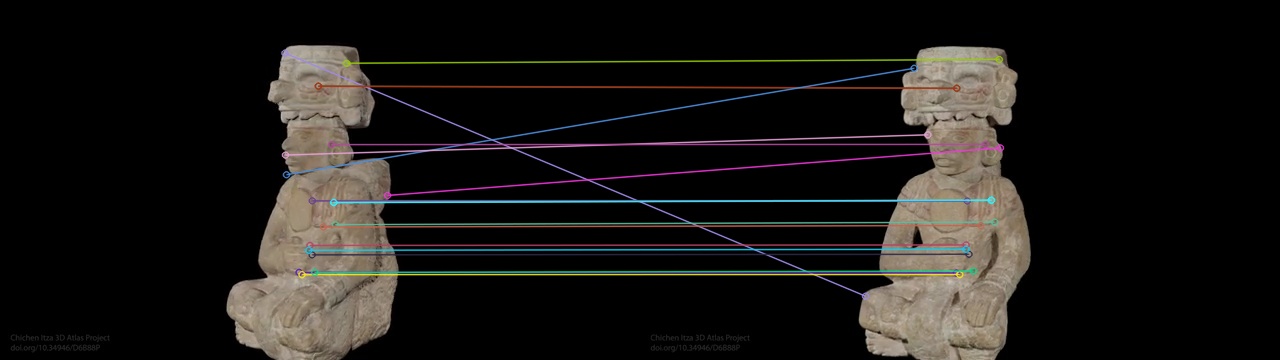 Chichen Itza 3D Atlas Project
doi.org/10.34946/D6B88P
Chichen Itza 3D Atlas Project
doi.org/10.34946/D6B88P